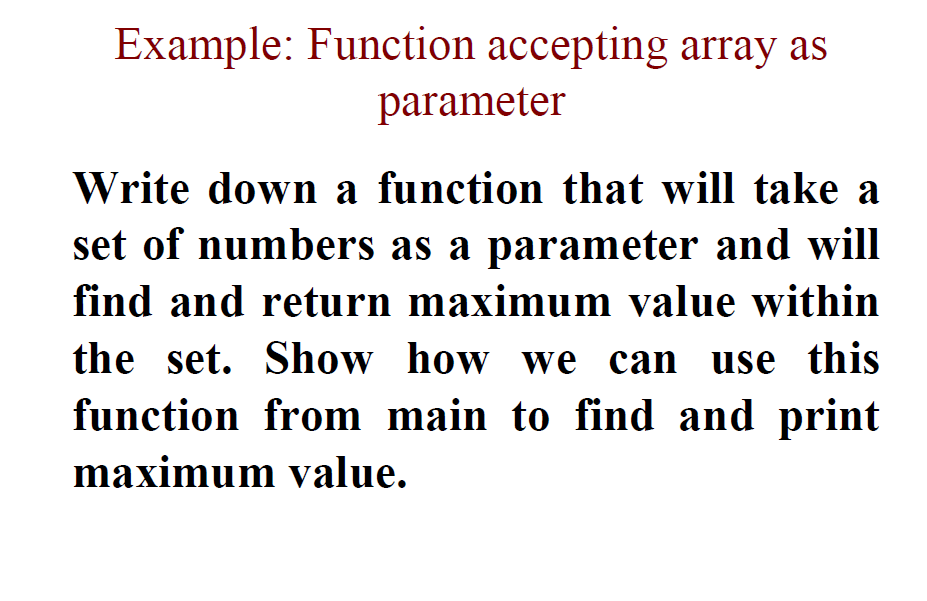 Example: Function accepting array as
parameter
Write down a function that will take a
set of numbers as a parameter and will
find and return maximum value within
the set. Show how we can use this
function from main to find and print
maximum value.